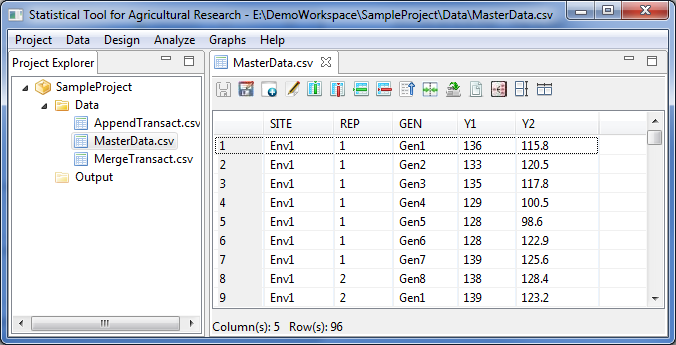 Statistical Tool for Agricultural Research - E:\DemoWorkspace\SampleProject\Data\MasterData.csv
Project Data Design Analyze Graphs Help
Project Explorer
SampleProject
Data
AppendTransact.csv
MasterData.csv
MergeTransact.csv
Output
MasterData.csv
SITE REP GEN Y1 Y2
1 Env1 1 Gen1 136 115.8
2 Env1 1 Gen2 133 120.5
3 Env1 1 Gen3 135 117.8
4 Env1 1 Gen4 129 100.5
5 Env1 1 Gen5 128 98.6
6 Env1 1 Gen6 128 122.9
7 Env1 1 Gen7 139 125.6
8 Env1 2 Gen8 138 128.4
9 Env1 2 Gen1 139 123.2
Column(s): 5 Row(s): 96